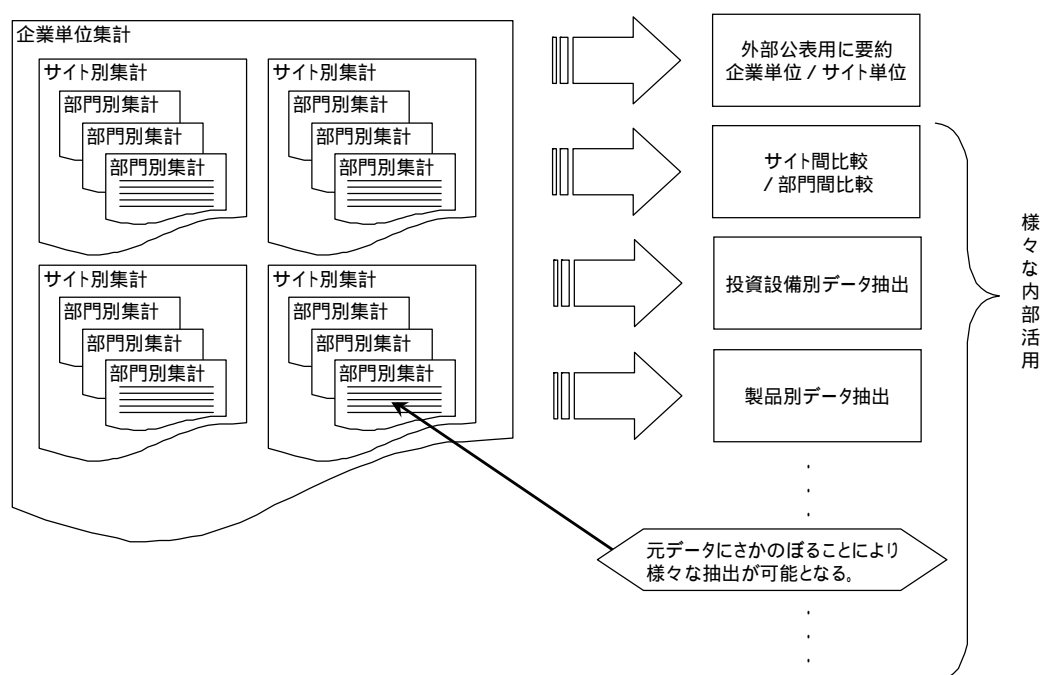 企業単位集計
サイト別集計
部門別集計
部門別集計
部門別集計
サイト別集計
部門別集計
部門別集計
部門別集計
サイト別集計
部門別集計
部門別集計
部門別集計
サイト別集計
部門別集計
部門別集計
部門別集計
外部公表用に要約
企業単位 / サイト単位
サイト間比較
/ 部門間比較
投資設備別データ抽出
製品別データ抽出
元データにさかのぼることにより
様々な抽出が可能となる。
様々な内部活用